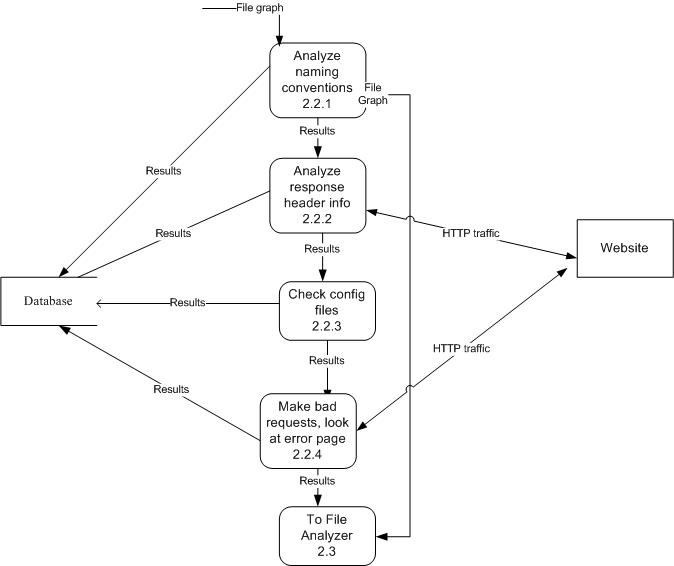 File graph
Analyze
naming
conventions
2.2.1
File
Graph
Results
Results
Analyze
response
header info
2.2.2
Results
HTTP traffic
Website
Results
Database
Results
Check config
files
2.2.3
HTTP traffic
Results
Results
Make bad
requests, look
at error page
2.2.4
Results
To File
Analyzer
2.3